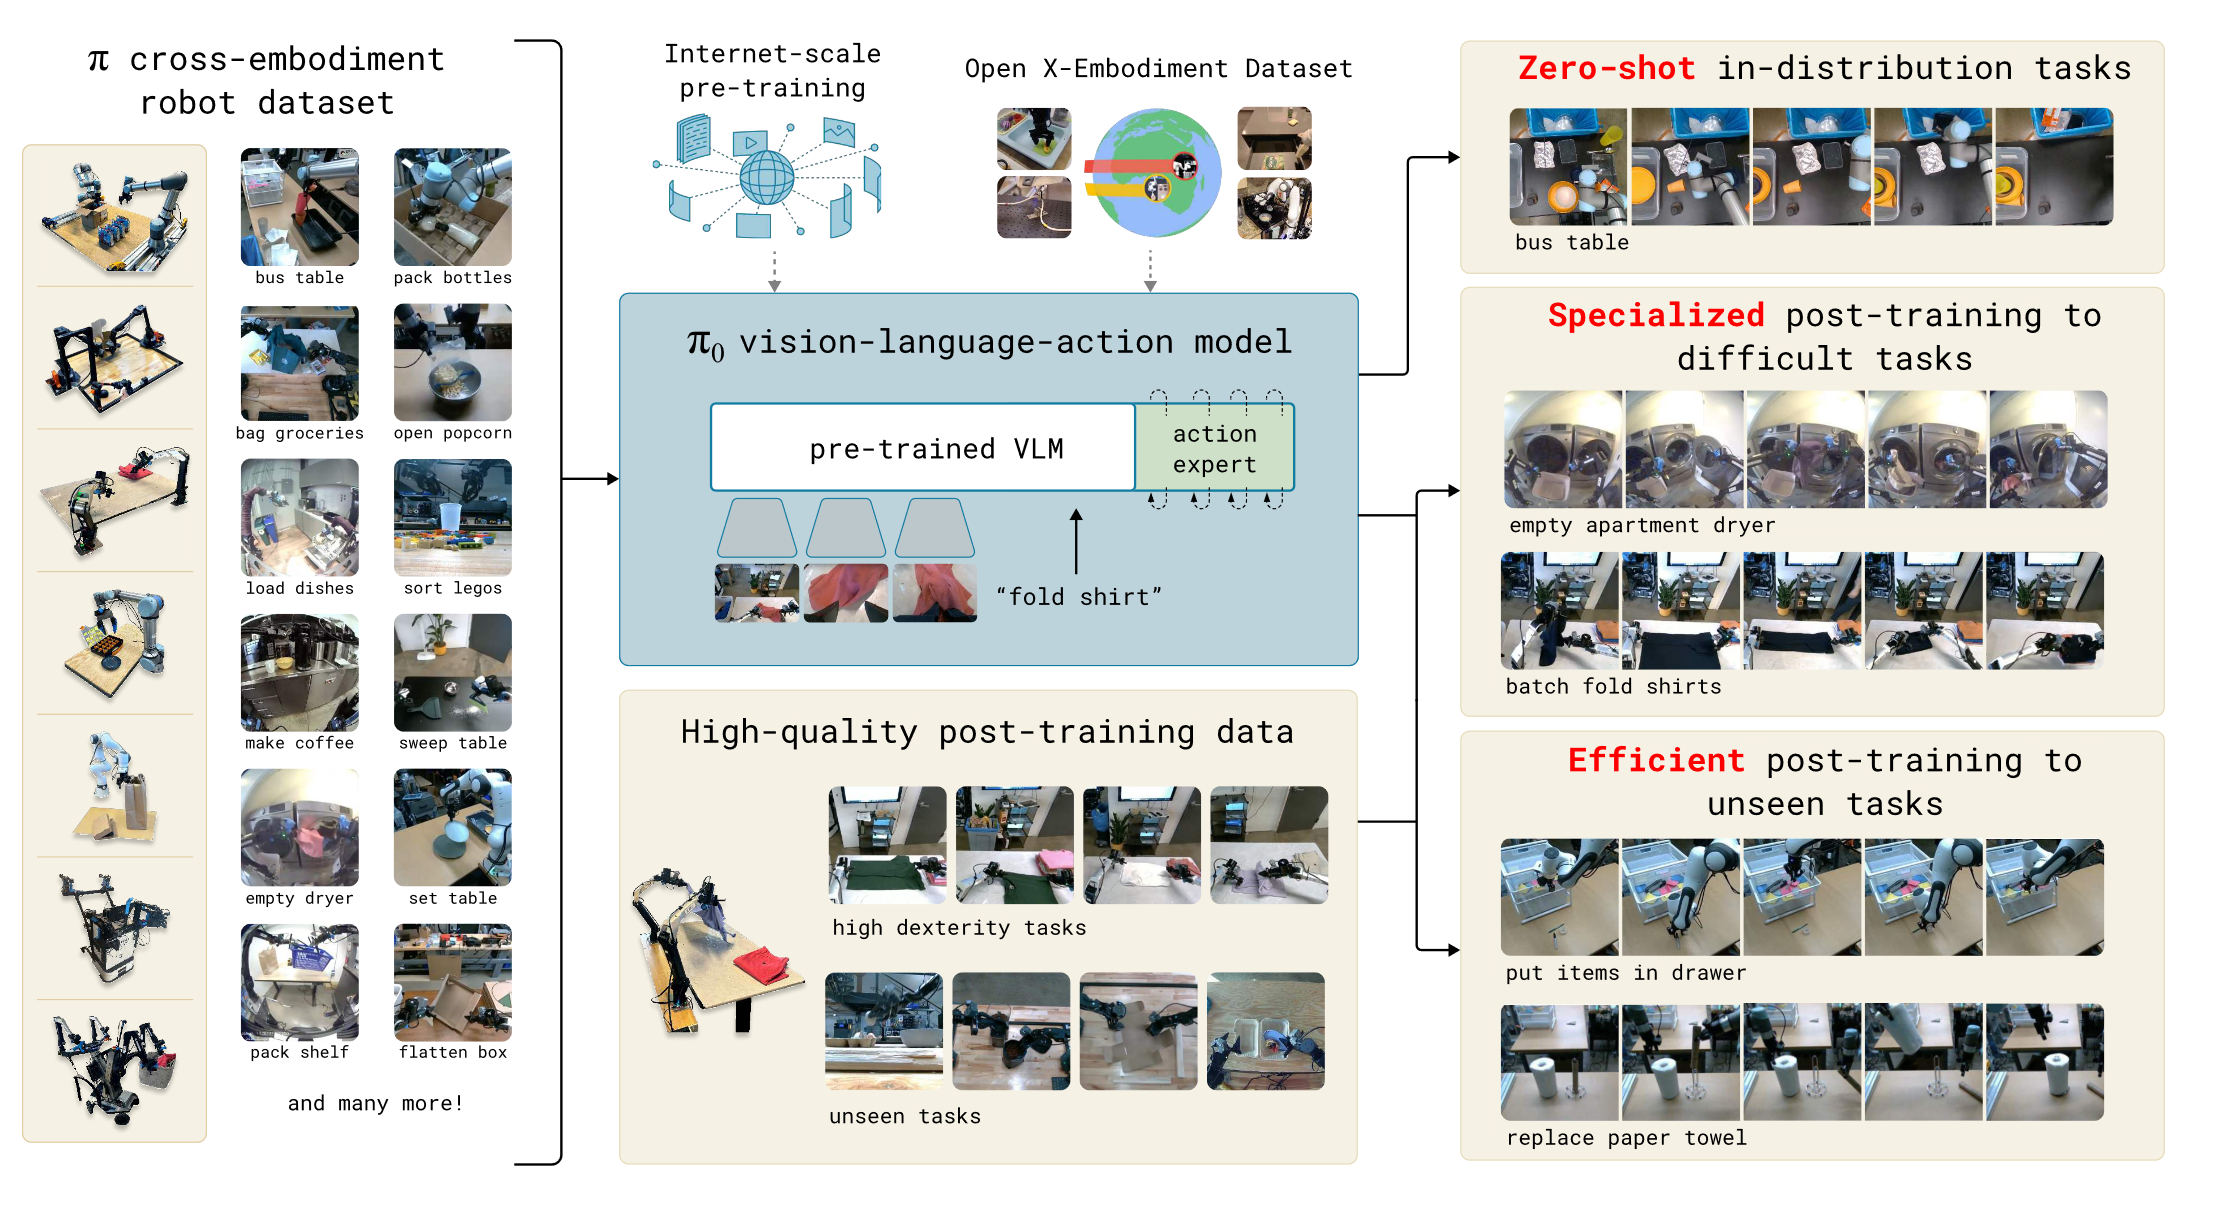 π cross-embodiment
robot dataset
bus table
pack bottles
bag groceries
open popcorn
load dishes
sort legos
make coffee
sweep table
empty dryer
set table
pack shelf
flatten box
and many more!
Internet-scale
pre-training
Open X-Embodiment Dataset
π₀ vision-language-action model
pre-trained VLM
action
expert
“fold shirt”
High-quality post-training data
high dexterity tasks
unseen tasks
Zero-shot in-distribution tasks
bus table
Specialized post-training to
difficult tasks
empty apartment dryer
batch fold shirts
Efficient post-training to
unseen tasks
put items in drawer
replace paper towel